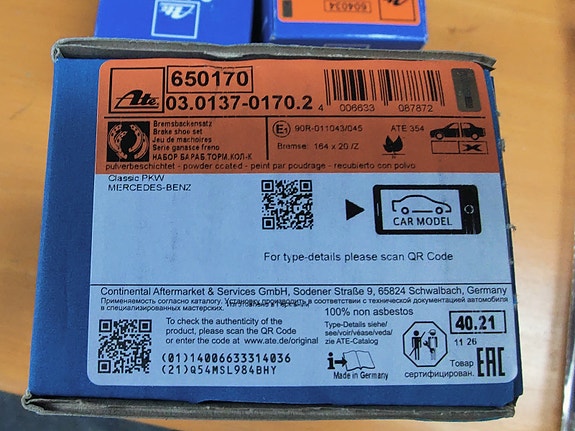 Ate
604034
Ate
650170
03.0137-0170.2
4 006633 087872
Bremsbackensatz
Brake shoe set
Jeu de machoires
Serie ganasce freno
НАБОР БАРАБ.ТОРМ.КОЛ-К
E1 90R-011043/045
ATE 354
Bremse: 164 x 20 /Z
pulverbeschichtet - powder coated - peint par poudrage - recubierto con polvo
Classic PKW
MERCEDES-BENZ
CAR MODEL
For type-details please scan QR Code
Continental Aftermarket & Services GmbH, Sodener Straße 9, 65824 Schwalbach, Germany
Применяемость согласно каталогу. Установку производить в соответствии с технической документацией автомобиля
в специализированных мастерских.
To check the authenticity of the
product, please scan the QR Code
or enter the code at www.ate.de/original
(01)14006633314036
(21)Q54MSL984BHY
100% non asbestos
Type-Details siehe/
see/voir/véase/veda/
zie ATE-Catalog
Made in Germany
40.21
11 26
Товар
сертифицирован.
EAC